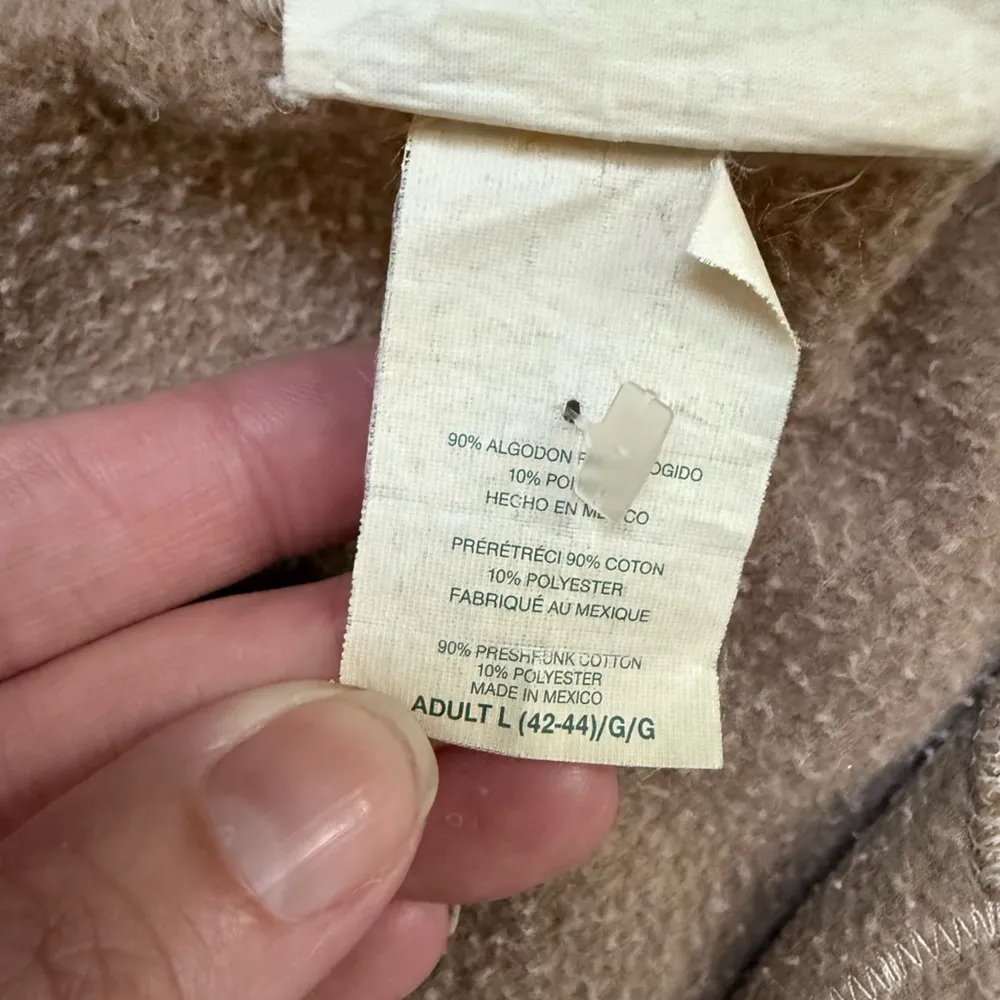 90% ALGODON
10%
HECHO EN
PRÉRÉTRÉCI 90% COTON
10% POLYESTER
FABRIQUÉ AU MEXIQUE
90% PRESHRUNK COTTON
10% POLYESTER
MADE IN MEXICO
ADULT L (42-44)/G/G